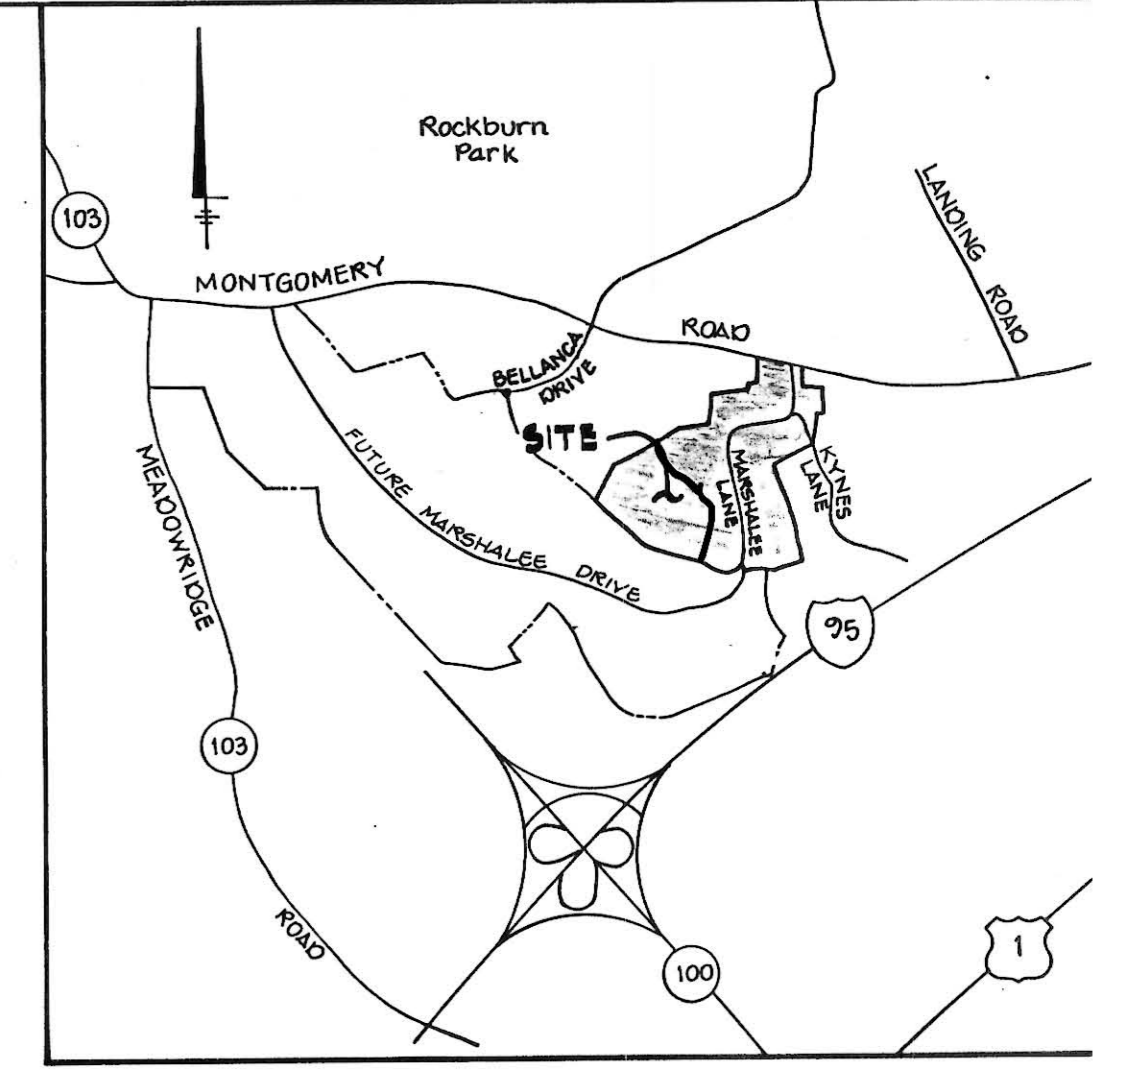 Rockburn
Park
103
MONTGOMERY
ROAD
LANDING
ROAD
BELLANCA
DRIVE
SITE
MARSHALEE
LANE
KYNES
LANE
FUTURE MARSHALEE DRIVE
MEADOWRIDGE
95
103
ROAD
100
1